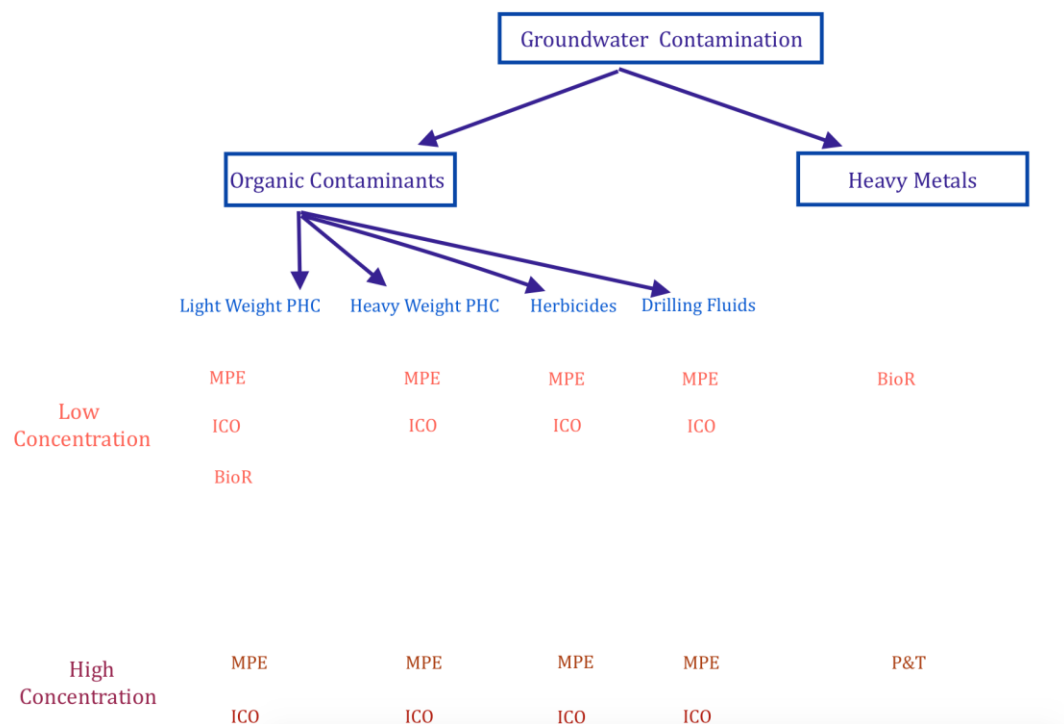 Groundwater Contamination
Organic Contaminants
Heavy Metals
Light Weight PHC
Heavy Weight PHC
Herbicides
Drilling Fluids
Low
Concentration
MPE
MPE
MPE
MPE
BioR
ICO
ICO
ICO
ICO
BioR
High
Concentration
MPE
MPE
MPE
MPE
P&T
ICO
ICO
ICO
ICO